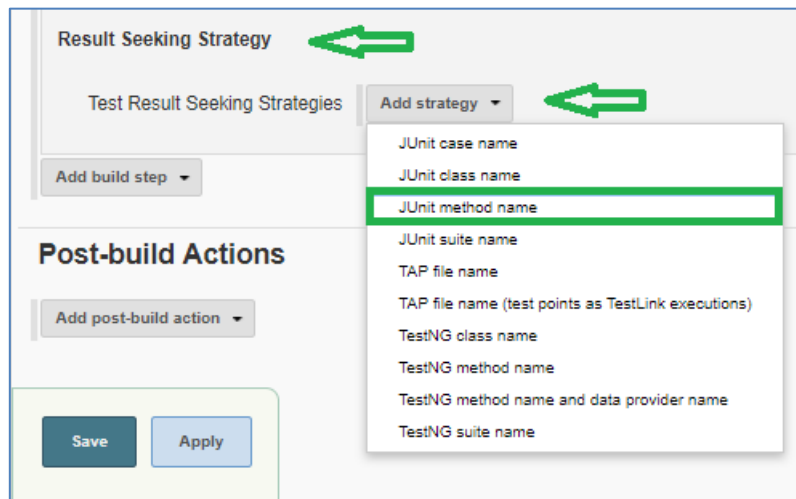 Result Seeking Strategy
Test Result Seeking Strategies
Add strategy
JUnit case name
JUnit class name
JUnit method name
JUnit suite name
TAP file name
TAP file name (test points as TestLink executions)
TestNG class name
TestNG method name
TestNG method name and data provider name
TestNG suite name
Add build step
Post-build Actions
Add post-build action
Save
Apply